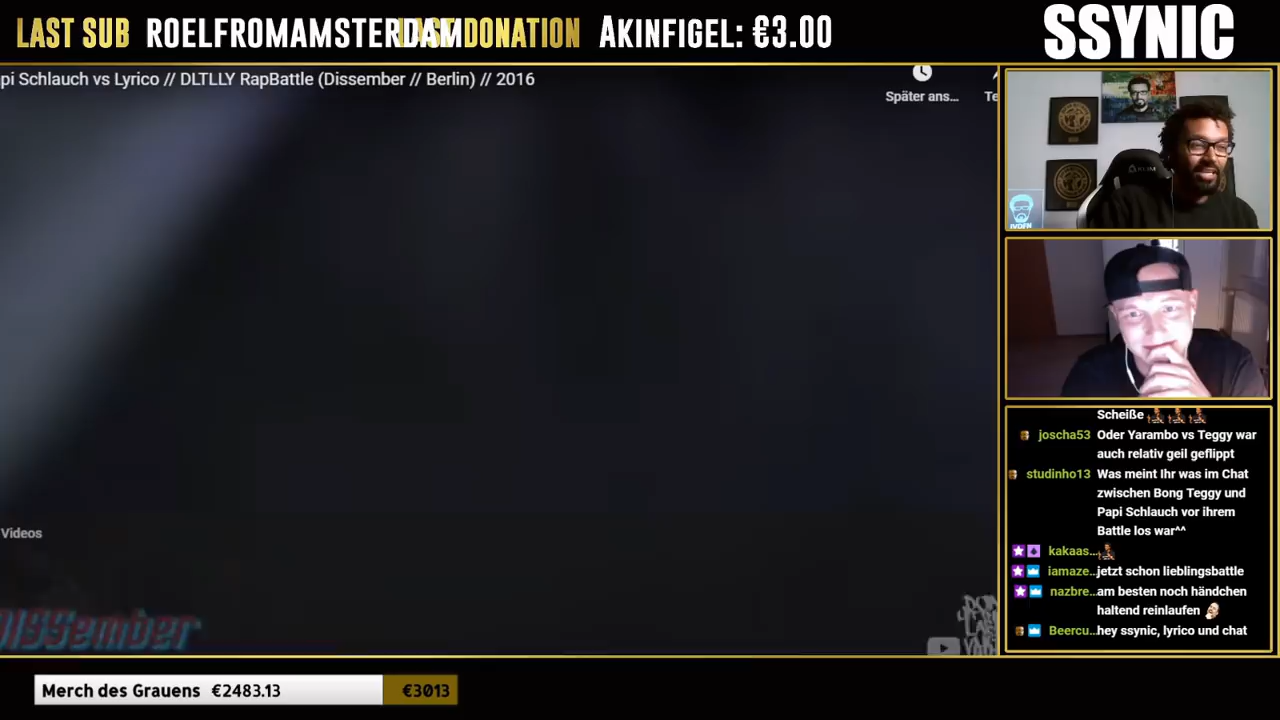 LAST SUB ROELFROMAMSTERDAM DONATION AKINFIGEL: €3.00
SSYNIC
pi Schlauch vs Lyrico // DLTLLY RapBattle (Dissember // Berlin) // 2016
Später ans...
Te
Videos
DISSember
Scheiße
joscha53 Oder Yarambo vs Teggy war
auch relativ geil geflippt
studinho13 Was meint Ihr was im Chat
zwischen Bong Teggy und
Papi Schlauch vor ihrem
Battle los war^^
kakaas...
iamaze...jetzt schon lieblingsbattle
nazbre...am besten noch händchen
haltend reinlaufen
Beercu...hey ssynic, lyrico und chat
Merch des Grauens €2483.13 €3013